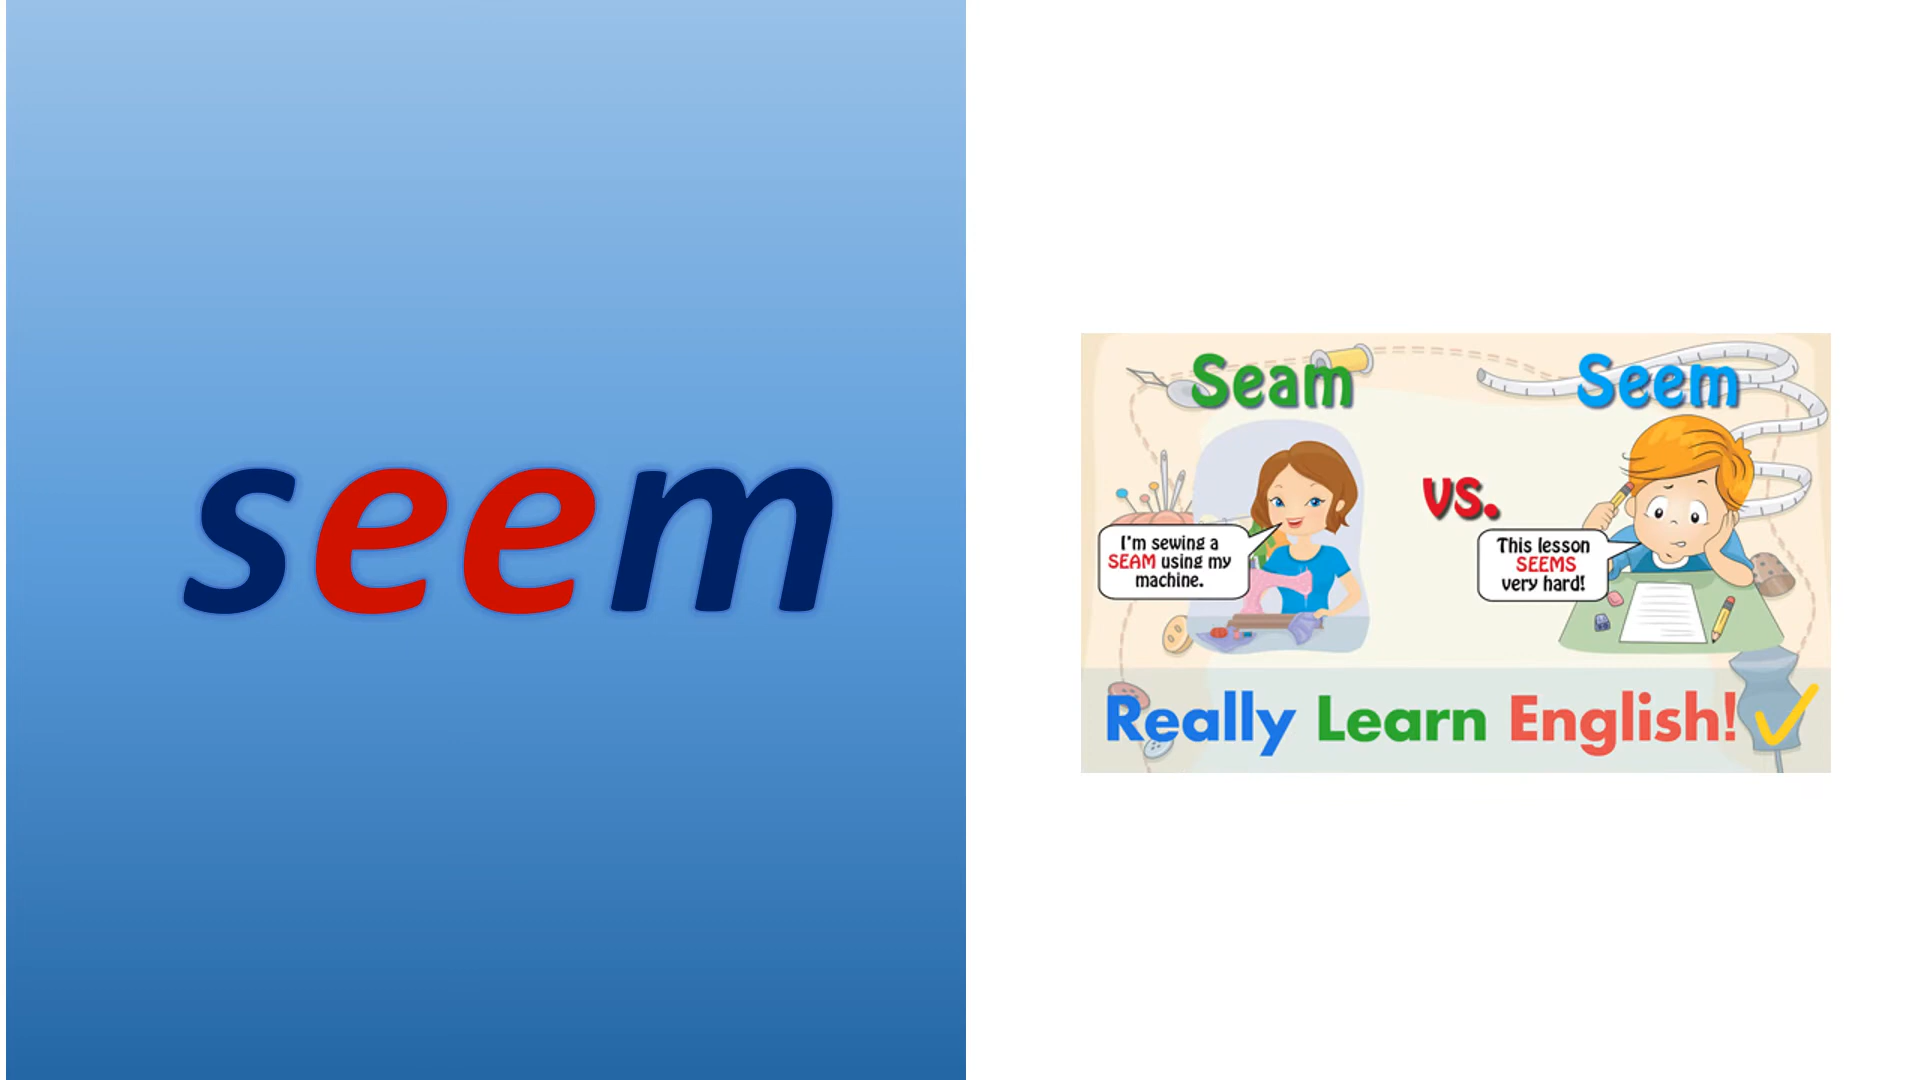 seem
Seam
Seem
vs.
I'm sewing a
SEAM using my
machine.
This lesson
SEEMS
very hard!
Really Learn English!